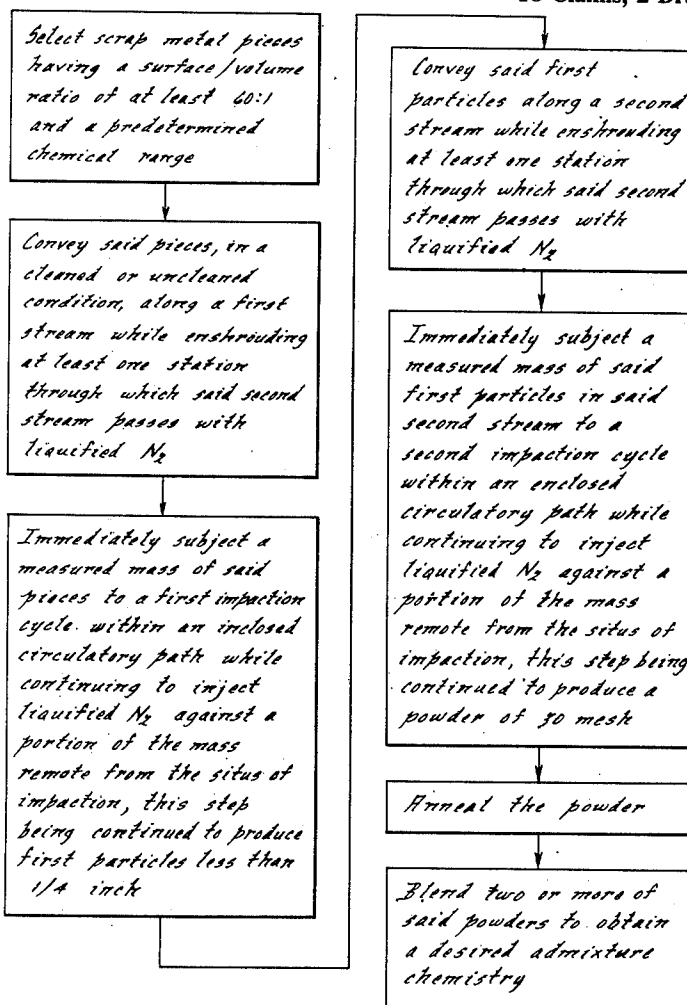 Select scrap metal pieces
having a surface/volume
ratio of at least 60:1
and a predetermined
chemical range
Convey said pieces, in a
cleaned or uncleaned
condition, along a first
stream while enshrouding
at least one station
through which said second
stream passes with
liquified N2
Immediately subject a
measured mass of said
pieces to a first impaction
cycle within an inclosed
circulatory path while
continuing to inject
liquified N2 against a
portion of the mass
remote from the situs of
impaction, this step
being continued to produce
first particles less than
1/4 inch
Convey said first
particles along a second
stream while enshrouding
at least one station
through which said second
stream passes with
liquified N2
Immediately subject a
measured mass of said
first particles in said
second stream to a
second impaction cycle
within an enclosed
circulatory path while
continuing to inject
liquified N2 against a
portion of the mass
remote from the situs of
impaction, this step being
continued to produce a
powder of 30 mesh
Anneal the powder
Blend two or more of
said powders to obtain
a desired admixture
chemistry